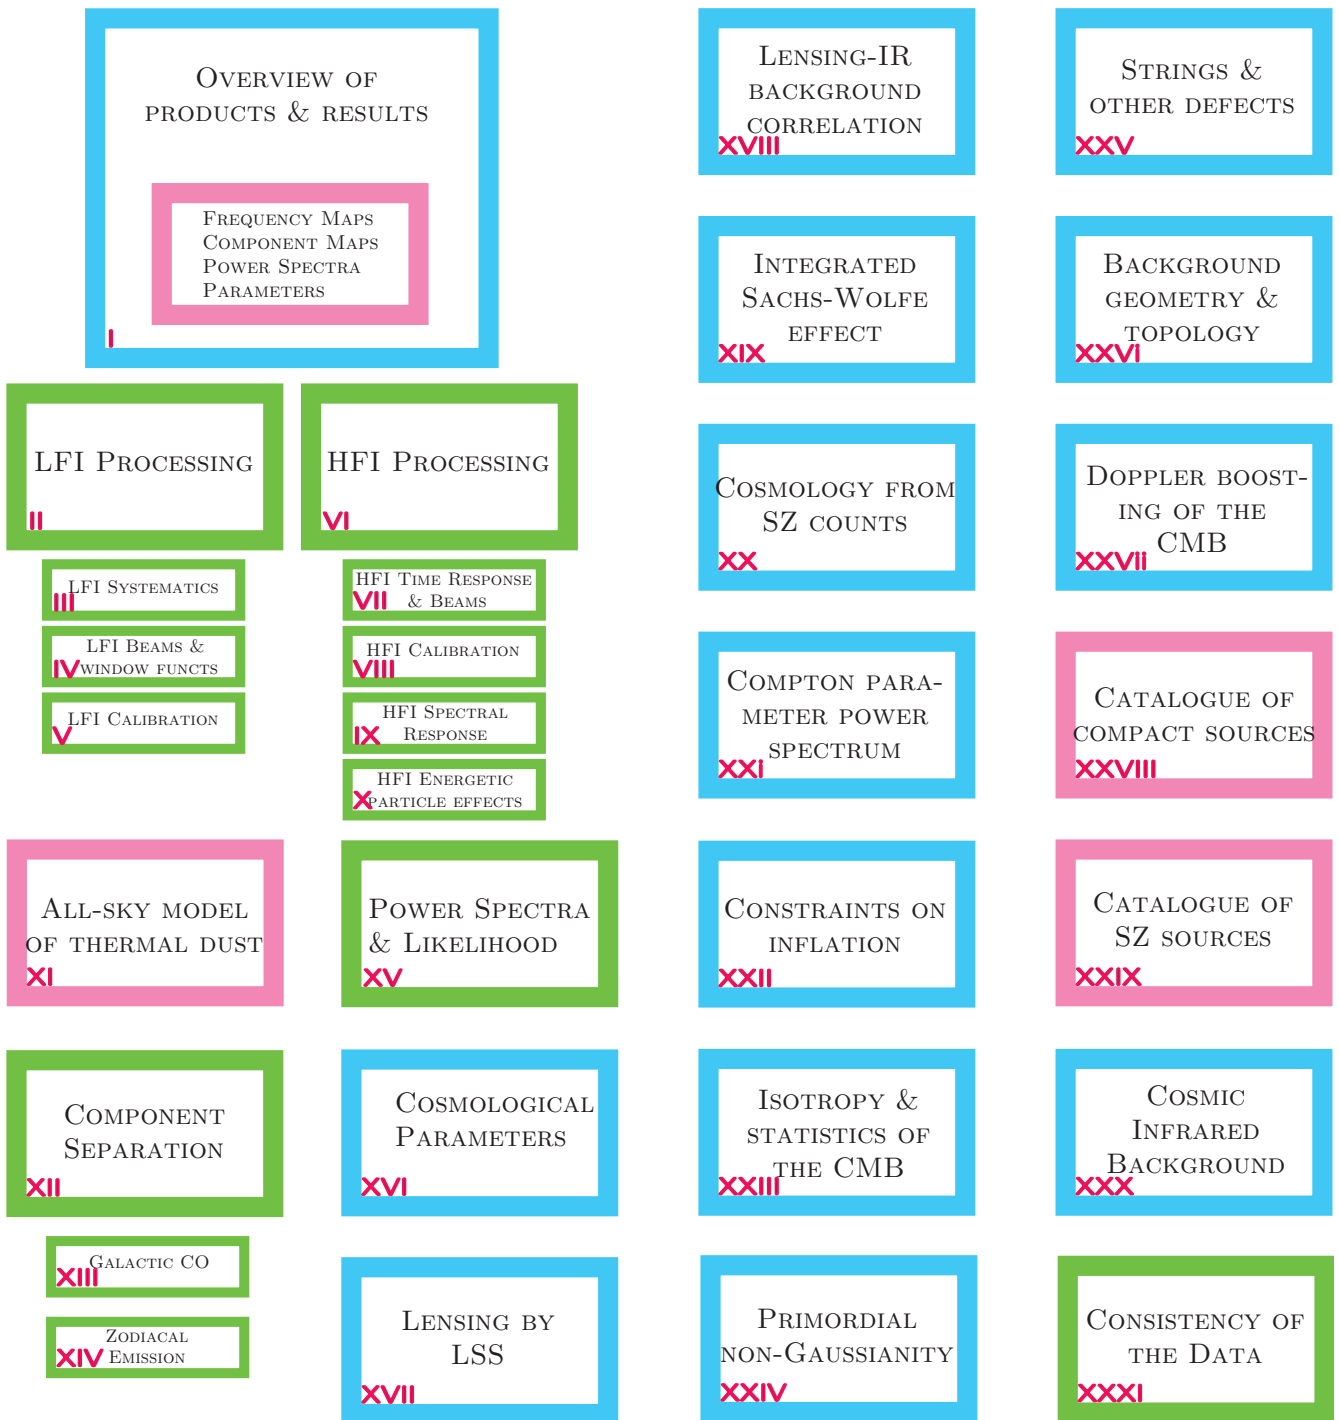 Overview of
products & results
Frequency Maps
Component Maps
Power Spectra
Parameters
I
LFI Processing
II
HFI Processing
VI
LFI Systematics
III
LFI Beams &
window functs
IV
LFI Calibration
V
HFI Time Response
& Beams
VII
HFI Calibration
VIII
HFI Spectral
Response
IX
HFI Energetic
particle effects
X
All-sky model
of thermal dust
XI
Power Spectra
& Likelihood
XV
Component
Separation
XII
Cosmological
Parameters
XVI
Galactic CO
XIII
Zodiacal
Emission
XIV
Lensing by
LSS
XVII
Lensing-IR
background
correlation
XVIII
Integrated
Sachs-Wolfe
effect
XIX
Cosmology from
SZ counts
XX
Compton para-
meter power
spectrum
XXi
Constraints on
inflation
XXII
Isotropy &
statistics of
the CMB
XXIII
Primordial
non-Gaussianity
XXIV
Strings &
other defects
XXV
Background
geometry &
topology
XXVi
Doppler boost-
ing of the
CMB
XXVii
Catalogue of
compact sources
XXVIII
Catalogue of
SZ sources
XXIX
Cosmic
Infrared
Background
XXX
Consistency of
the Data
XXXI